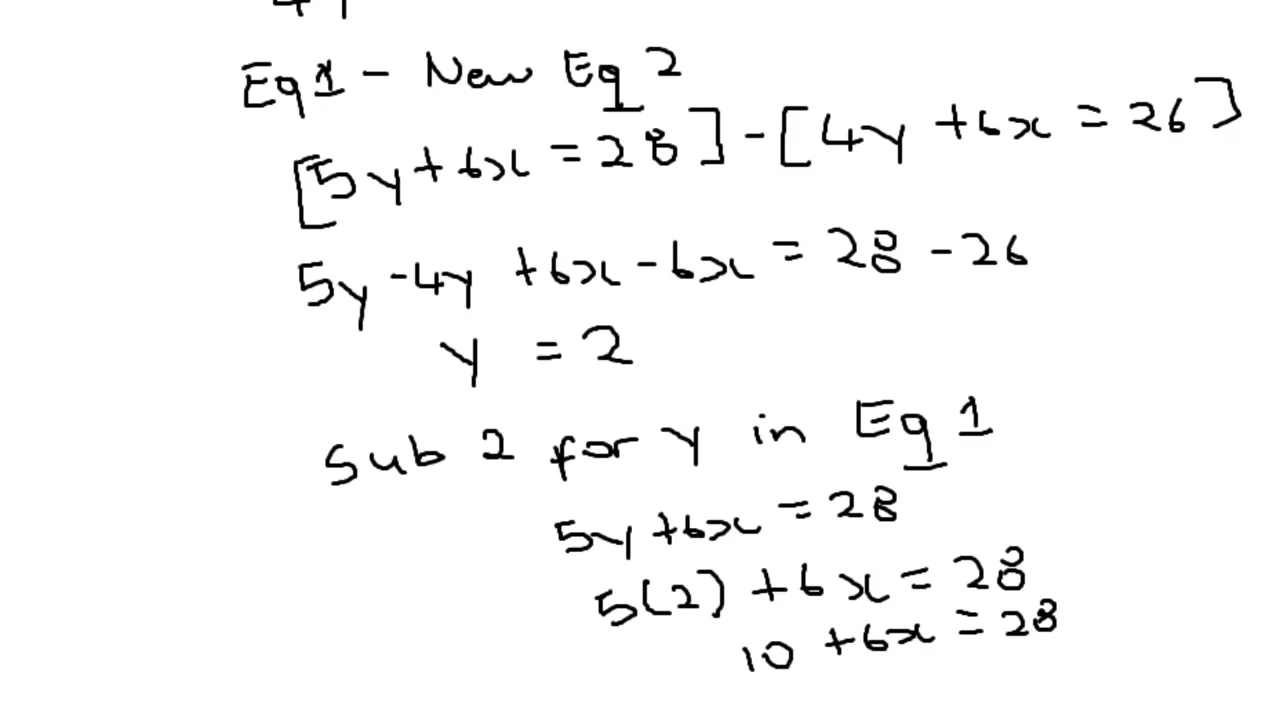 Eq 1 - New Eq 2
[5y + 6x = 28] - [4y + 6x = 26]
5y - 4y + 6x - 6x = 28 - 26
y = 2
Sub 2 for y in Eq 1
5y + 6x = 28
5(2) + 6x = 28
10 + 6x = 28